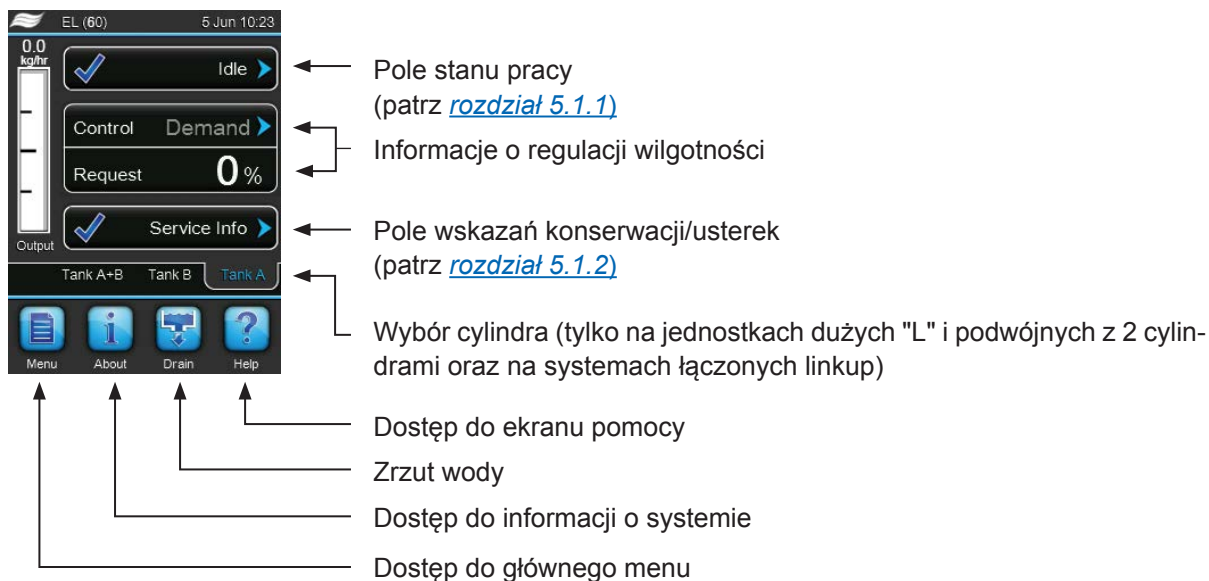 EL (60) 5 Jun 10:23
0.0
kg/hr
Idle
Control Demand
Request 0 %
Service Info
Output
Tank A+B Tank B Tank A
Menu About Drain Help
Pole stanu pracy
(patrz rozdział 5.1.1)
Informacje o regulacji wilgotności
Pole wskazań konserwacji/usterek
(patrz rozdział 5.1.2)
Wybór cylindra (tylko na jednostkach dużych "L" i podwójnych z 2 cylin-
drami oraz na systemach łączonych linkup)
Dostęp do ekranu pomocy
Zrzut wody
Dostęp do informacji o systemie
Dostęp do głównego menu